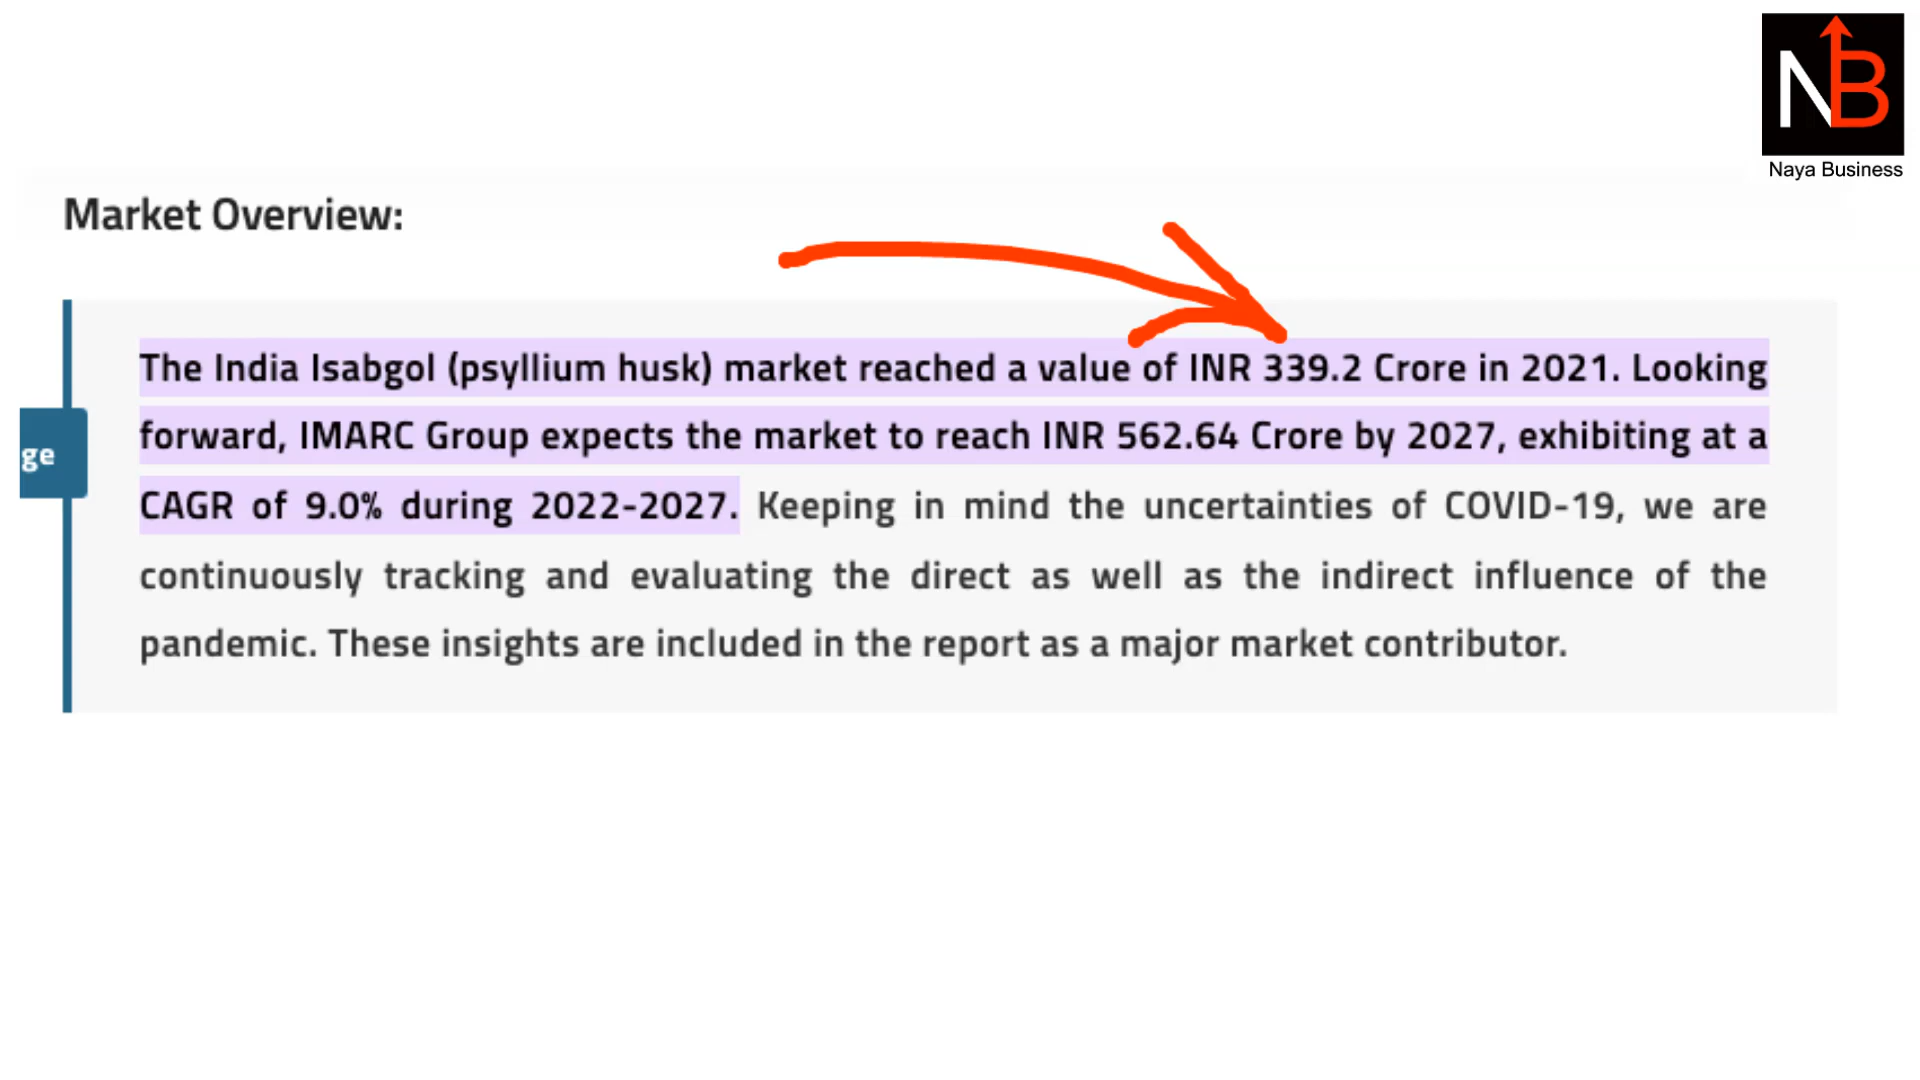 NB
Naya Business
Market Overview:
The India Isabgol (psyllium husk) market reached a value of INR 339.2 Crore in 2021. Looking
forward, IMARC Group expects the market to reach INR 562.64 Crore by 2027, exhibiting at a
ge
CAGR of 9.0% during 2022-2027. Keeping in mind the uncertainties of COVID-19, we are
continuously tracking and evaluating the direct as well as the indirect influence of the
pandemic. These insights are included in the report as a major market contributor.